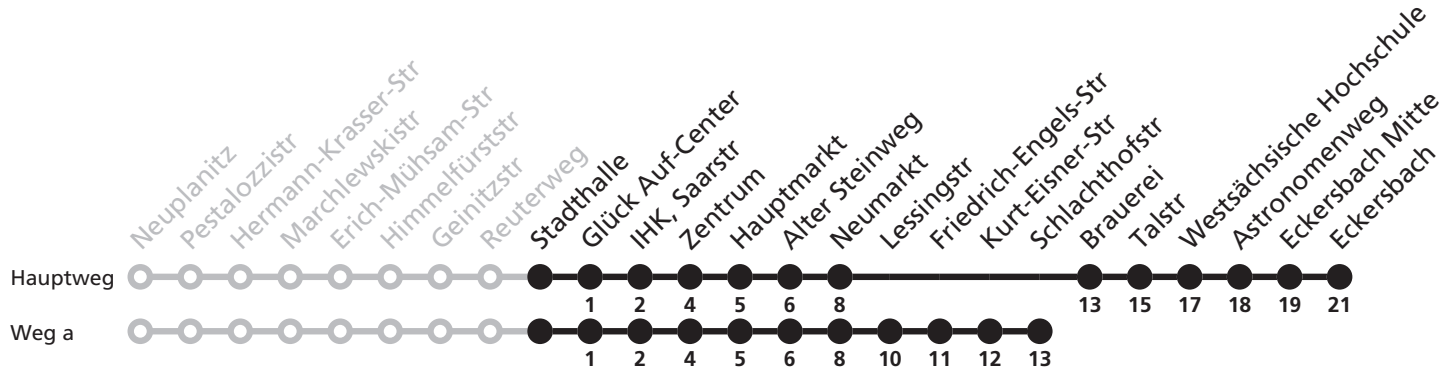 Neuplanitz
Pestalozzistr
Hermann-Krasser-Str
Marchlewskistr
Erich-Mühsam-Str
Himmelfürststr
Geinitzstr
Reuterweg
Stadthalle
Glück Auf-Center
IHK, Saarstr
Zentrum
Hauptmarkt
Alter Steinweg
Neumarkt
Lessingstr
Friedrich-Engels-Str
Kurt-Eisner-Str
Schlachthofstr
Brauerei
Talstr
Westsächsische Hochschule
Astronomenweg
Eckersbach Mitte
Eckersbach
Hauptweg
1 2 4 5 6 8 13 15 17 18 19 21
Weg a
1 2 4 5 6 8 10 11 12 13